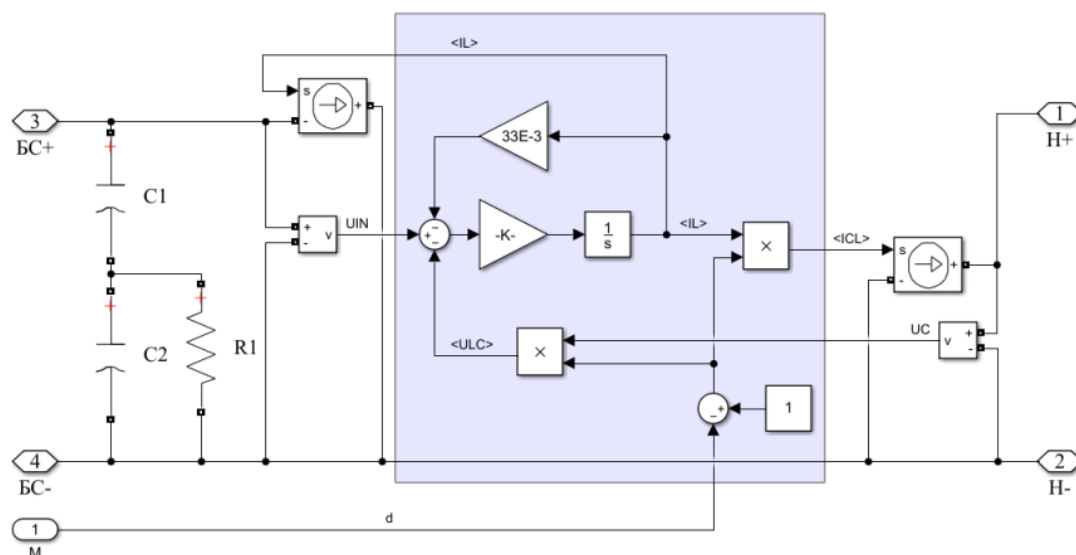 <IL>
s
+
-
3
БС+
1
Н+
33E-3
C1
+
-
v
UIN
-K-
1
s
<IL>
×
<ICL>
s
+
-
C2
R1
<ULC>
×
UC
+
-
v
1
4
БС-
2
Н-
1
М
d